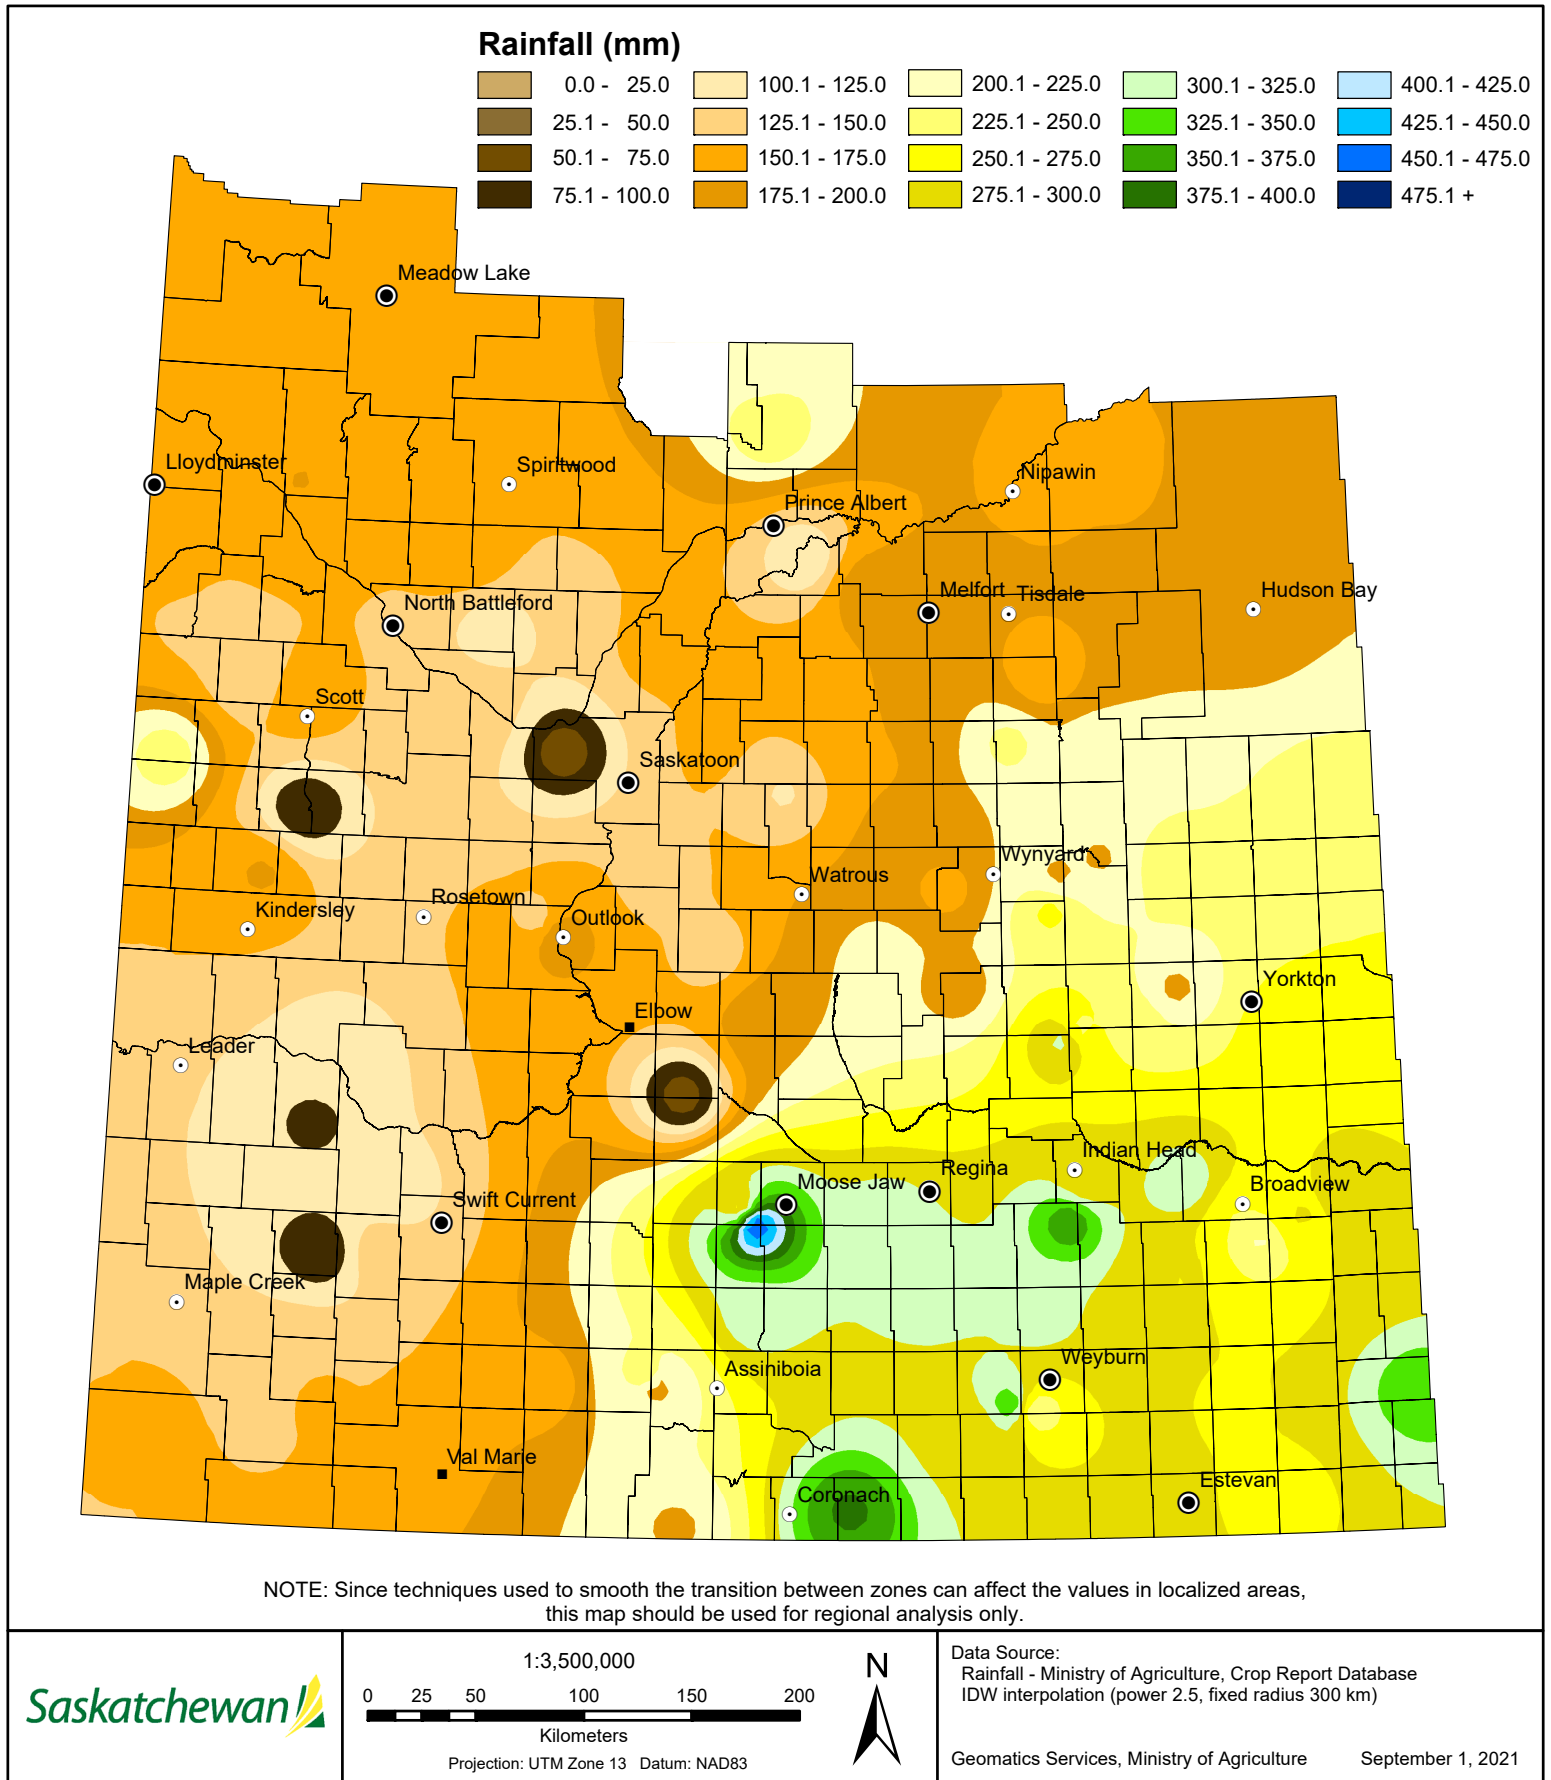 Rainfall (mm)
0.0 - 25.0
25.1 - 50.0
50.1 - 75.0
75.1 - 100.0
100.1 - 125.0
125.1 - 150.0
150.1 - 175.0
175.1 - 200.0
200.1 - 225.0
225.1 - 250.0
250.1 - 275.0
275.1 - 300.0
300.1 - 325.0
325.1 - 350.0
350.1 - 375.0
375.1 - 400.0
400.1 - 425.0
425.1 - 450.0
450.1 - 475.0
475.1 +
Meadow Lake
Lloydminster
Spiritwood
Nipawin
Prince Albert
Melfort
Tisdale
Hudson Bay
North Battleford
Scott
Saskatoon
Wynyard
Watrous
Rosetown
Kindersley
Outlook
Yorkton
Elbow
Leader
Indian Head
Regina
Moose Jaw
Broadview
Swift Current
Maple Creek
Weyburn
Assiniboia
Val Marie
Estevan
Coronach
NOTE: Since techniques used to smooth the transition between zones can affect the values in localized areas,
this map should be used for regional analysis only.
Saskatchewan
1:3,500,000
0 25 50 100 150 200
Kilometers
Projection: UTM Zone 13 Datum: NAD83
N
Data Source:
Rainfall - Ministry of Agriculture, Crop Report Database
IDW interpolation (power 2.5, fixed radius 300 km)
Geomatics Services, Ministry of Agriculture September 1, 2021